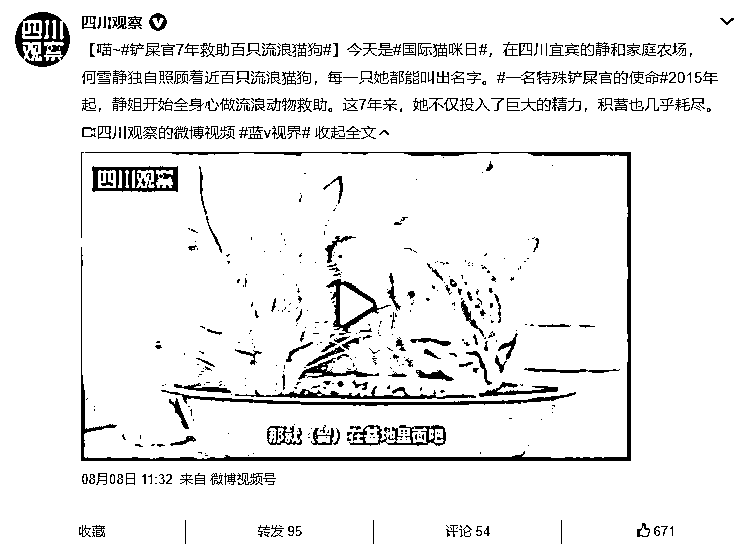 四川观察
四川
观察
【喵~#铲屎官7年救助百只流浪猫狗#】今天是#国际猫咪日#，在四川宜宾的静和家庭农场，
何雪静独自照顾着近百只流浪猫狗，每一只她都能叫出名字。#一名特殊铲屎官的使命#2015年
起，静姐开始全身心做流浪动物救助。这7年来，她不仅投入了巨大的精力，积蓄也几乎耗尽。
四川观察的微博视频 #蓝v视界# 收起全文
四川观察
那就（留）在基地里面吧
08月08日 11:32 来自 微博视频号
收藏 转发 95 评论 54 671